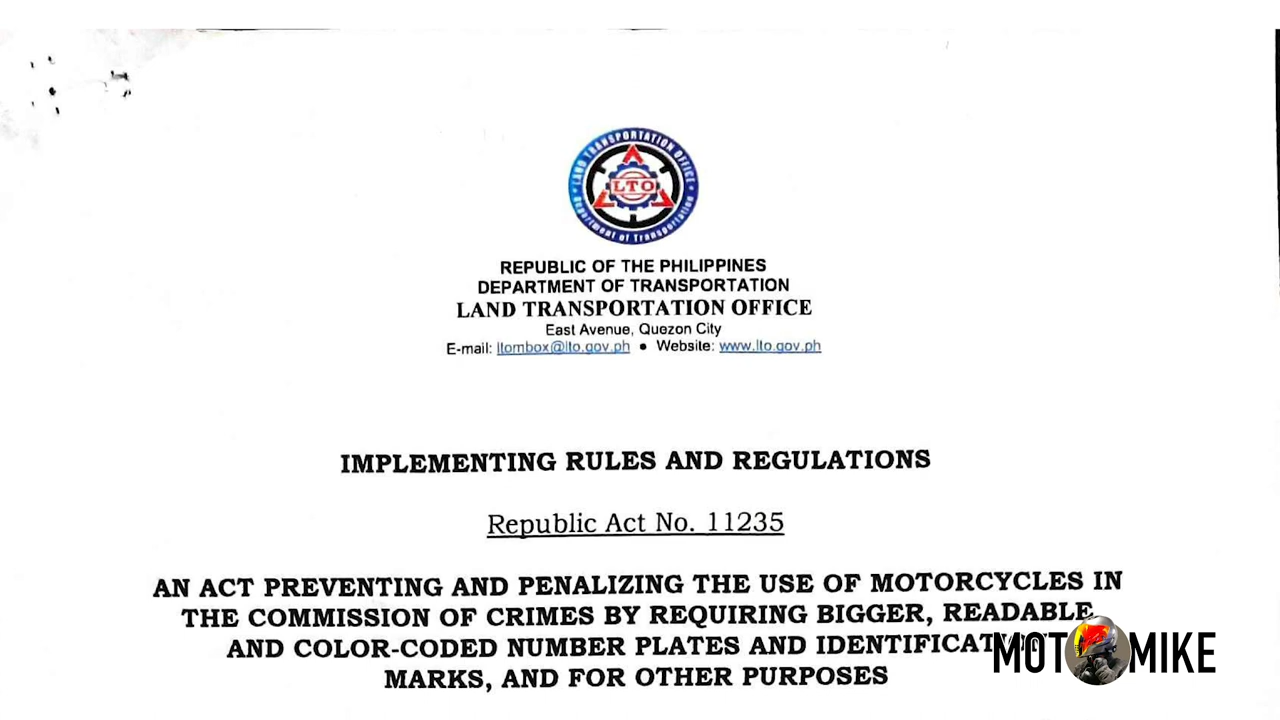 LAND TRANSPORTATION OFFICE
LTO
Department of Transportation
REPUBLIC OF THE PHILIPPINES
DEPARTMENT OF TRANSPORTATION
LAND TRANSPORTATION OFFICE
East Avenue, Quezon City
E-mail: ltombox@lto.gov.ph ● Website: www.lto.gov.ph
IMPLEMENTING RULES AND REGULATIONS
Republic Act No. 11235
AN ACT PREVENTING AND PENALIZING THE USE OF MOTORCYCLES IN
THE COMMISSION OF CRIMES BY REQUIRING BIGGER, READABLE
AND COLOR-CODED NUMBER PLATES AND
MARKS, AND FOR OTHER PURPOSES
MOTOMIKE